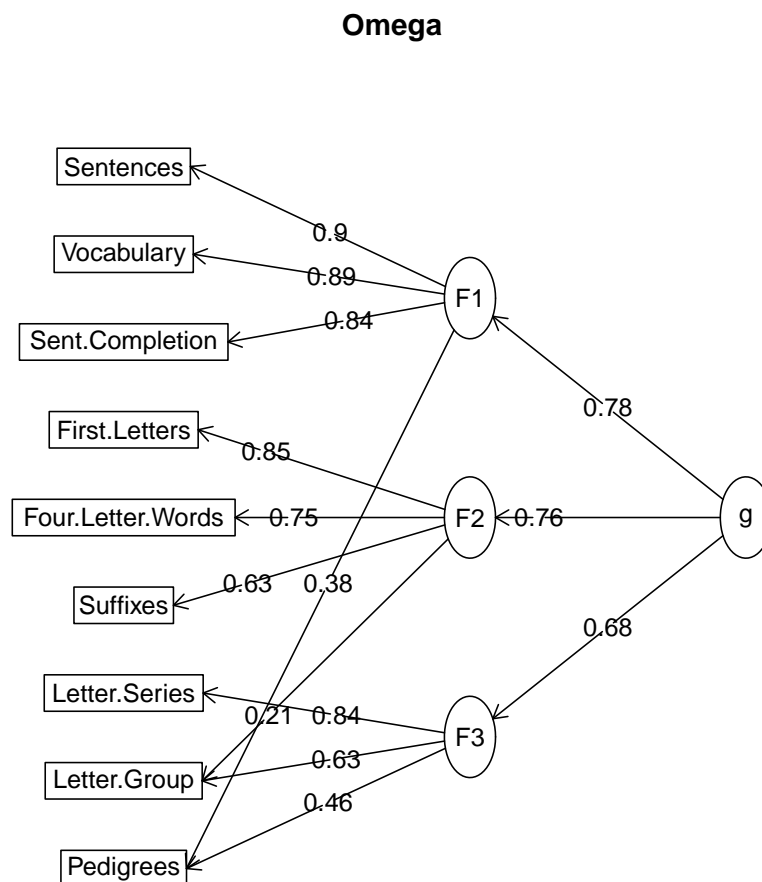 Omega
Sentences
0.9
Vocabulary
0.89
F1
Sent.Completion
0.84
0.78
First.Letters
0.85
Four.Letter.Words
0.75
F2
0.76
g
Suffixes
0.63
0.38
0.68
Letter.Series
0.21
0.84
F3
Letter.Group
0.63
0.46
Pedigrees